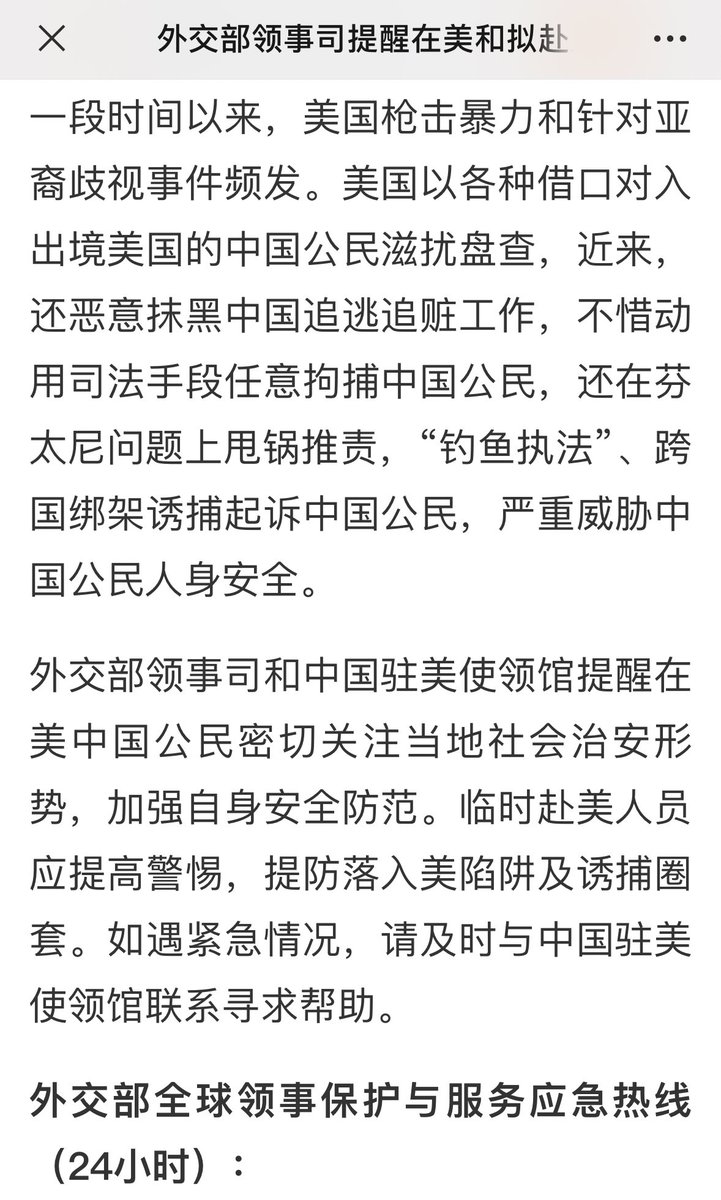 外交部领事司提醒在美和拟赴
一段时间以来，美国枪击暴力和针对亚
裔歧视事件频发。美国以各种借口对入
出境美国的中国公民滋扰盘查，近来，
还恶意抹黑中国追逃追赃工作，不惜动
用司法手段任意拘捕中国公民，还在芬
太尼问题上甩锅推责，“钓鱼执法”、跨
国绑架诱捕起诉中国公民，严重威胁中
国公民人身安全。
外交部领事司和中国驻美使领馆提醒在
美中国公民密切关注当地社会治安形
势，加强自身安全防范。临时赴美人员
应提高警惕，提防落入美陷阱及诱捕圈
套。如遇紧急情况，请及时与中国驻美
使领馆联系寻求帮助。
外交部全球领事保护与服务应急热线
（24小时）：